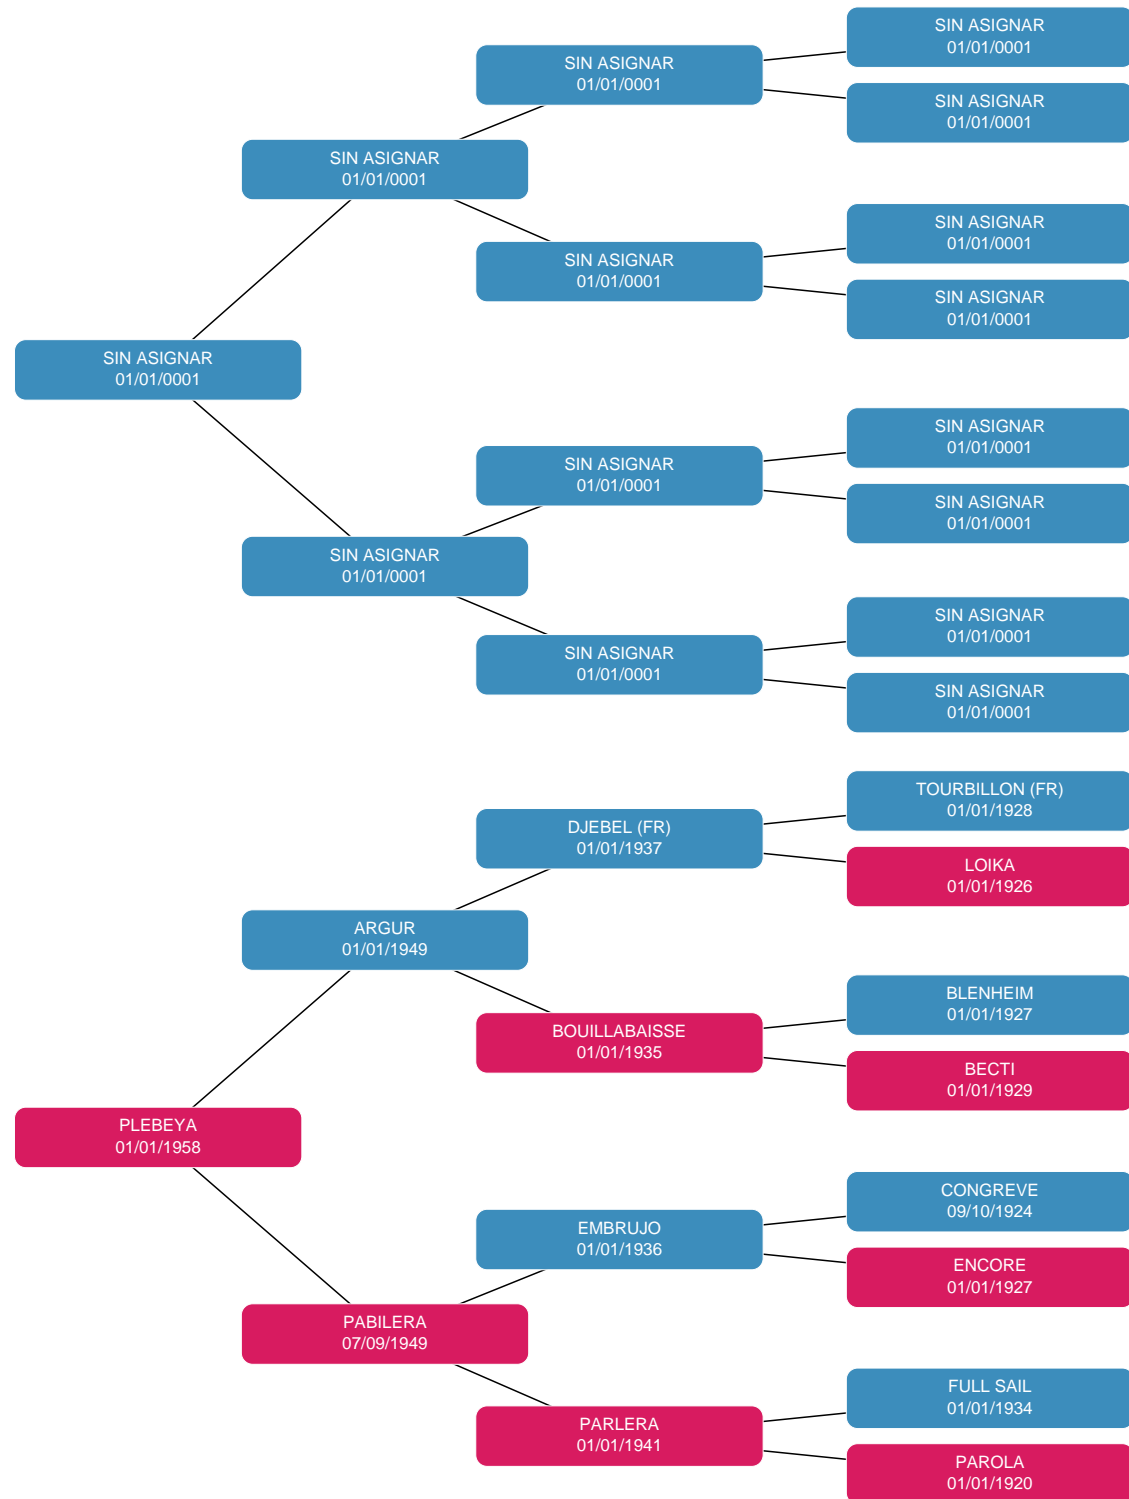 SIN ASIGNAR
01/01/0001
SIN ASIGNAR
01/01/0001
SIN ASIGNAR
01/01/0001
SIN ASIGNAR
01/01/0001
SIN ASIGNAR
01/01/0001
SIN ASIGNAR
01/01/0001
SIN ASIGNAR
01/01/0001
SIN ASIGNAR
01/01/0001
SIN ASIGNAR
01/01/0001
SIN ASIGNAR
01/01/0001
SIN ASIGNAR
01/01/0001
SIN ASIGNAR
01/01/0001
SIN ASIGNAR
01/01/0001
SIN ASIGNAR
01/01/0001
SIN ASIGNAR
01/01/0001
TOURBILLON (FR)
01/01/1928
DJEBEL (FR)
01/01/1937
LOIKA
01/01/1926
ARGUR
01/01/1949
BLENHEIM
01/01/1927
BOUILLABAISSE
01/01/1935
BECTI
01/01/1929
PLEBEYA
01/01/1958
CONGREVE
09/10/1924
EMBRUJO
01/01/1936
ENCORE
01/01/1927
PABILERA
07/09/1949
FULL SAIL
01/01/1934
PARLERA
01/01/1941
PAROLA
01/01/1920